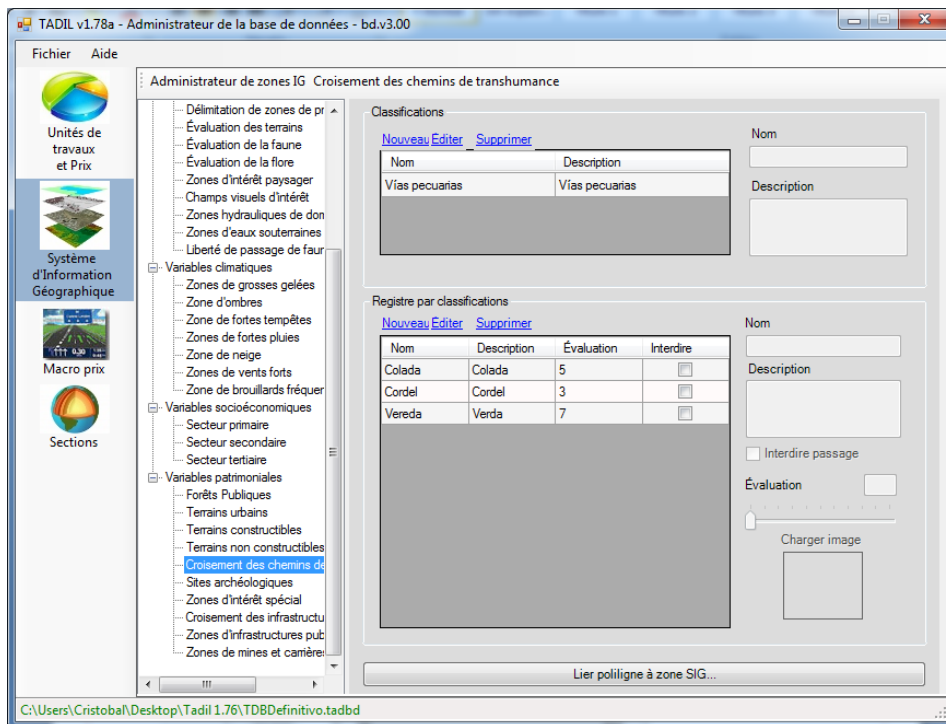 TADIL v1.78a - Administrateur de la base de données - bd.v3.00
Fichier Aide
Unités de travaux et Prix
Système d'Information Géographique
Macro prix
Sections
Administrateur de zones IG Croisement des chemins de transhumance
Délimitation de zones de pr
Évaluation des terrains
Évaluation de la faune
Évaluation de la flore
Zones d'intérêt paysager
Champs visuels d'intérêt
Zones hydrauliques de don
Zones d'eaux souterraines
Liberté de passage de faur
Variables climatiques
Zones de grosses gelées
Zone d'ombres
Zone de fortes tempêtes
Zones de fortes pluies
Zone de neige
Zones de vents forts
Zone de brouillards fréquer
Variables socioéconomiques
Secteur primaire
Secteur secondaire
Secteur tertiaire
Variables patrimoniales
Forêts Publiques
Terrains urbains
Terrains constructibles
Terrains non constructibles
Croisement des chemins de
Sites archéologiques
Zones d'intérêt spécial
Croisement des infrastructu
Zones d'infrastructures pub
Zones de mines et carrières
Classifications
Nouveau Éditer Supprimer
Nom Description
Vías pecuarias Vías pecuarias
Nom
Description
Registre par classifications
Nouveau Éditer Supprimer
Nom Description Évaluation Interdire
Colada Colada 5
Cordel Cordel 3
Vereda Verda 7
Nom
Description
Interdire passage
Évaluation
Charger image
Lier poliligne à zone SIG...
C:\Users\Cristobal\Desktop\Tadil 1.76\TDBDefinitivo.tadbd